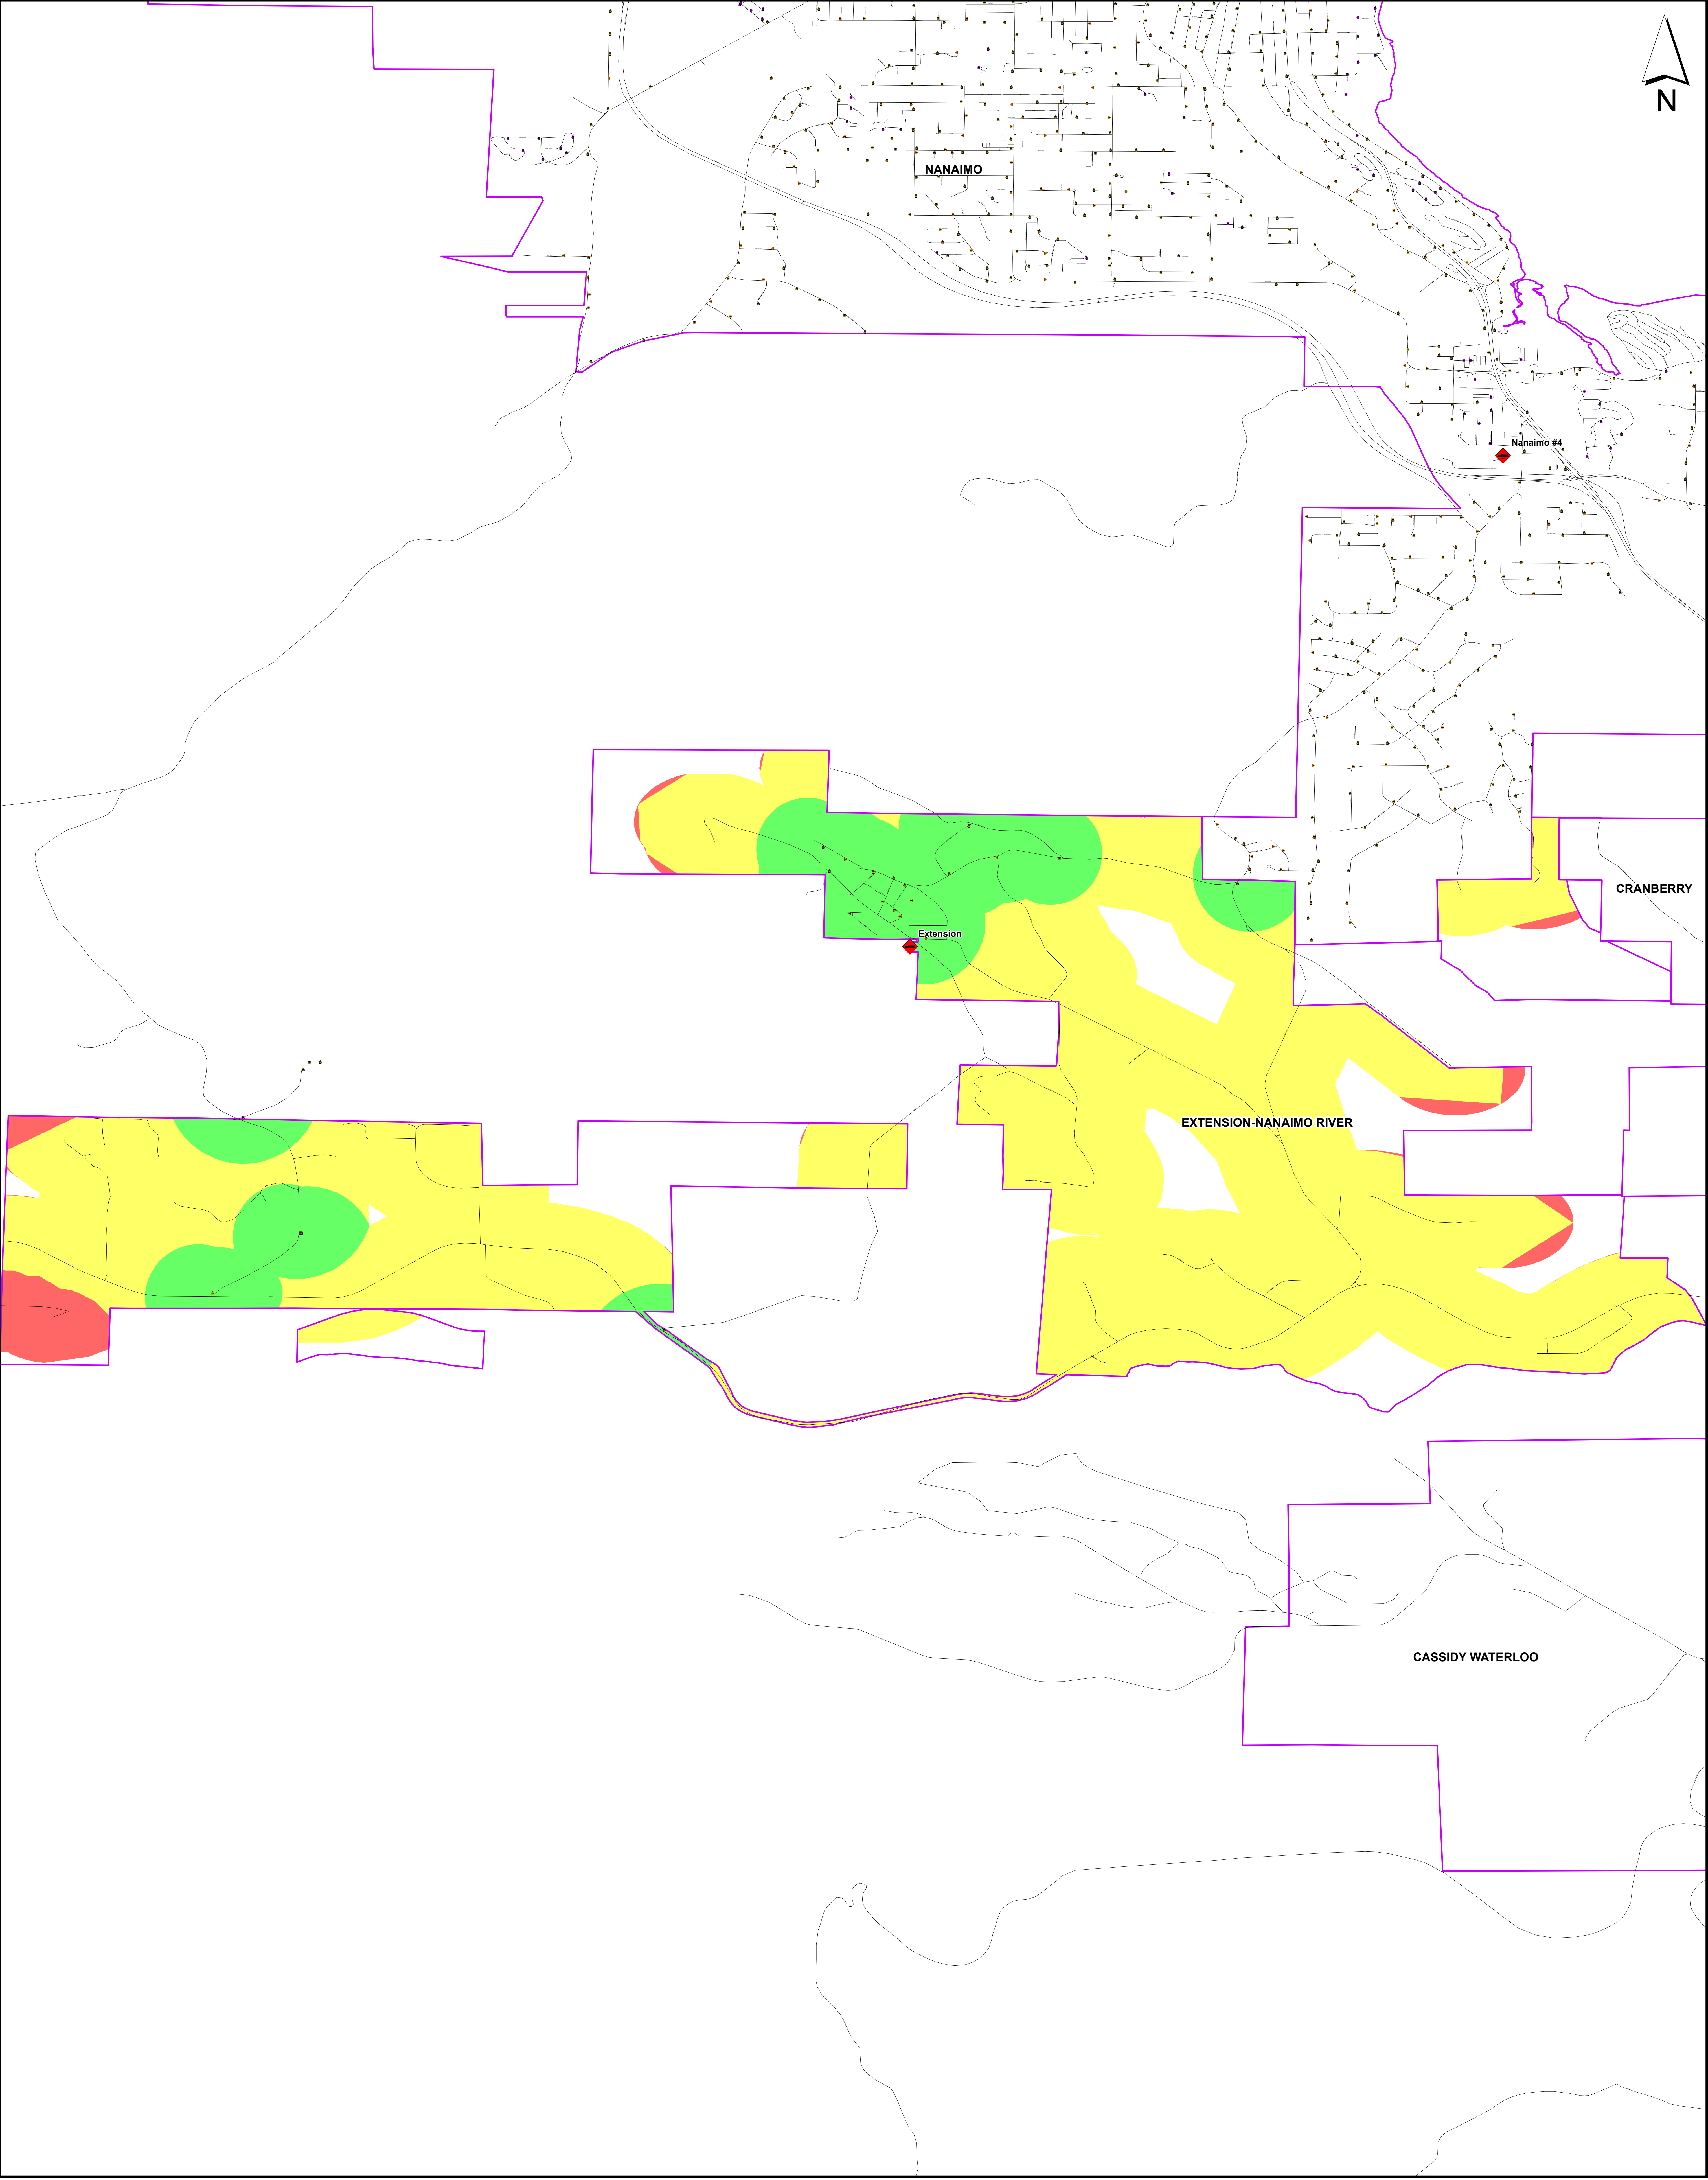 N
NANAIMO
Nanaimo #4
CRANBERRY
Extension
EXTENSION-NANAIMO RIVER
CASSIDY WATERLOO